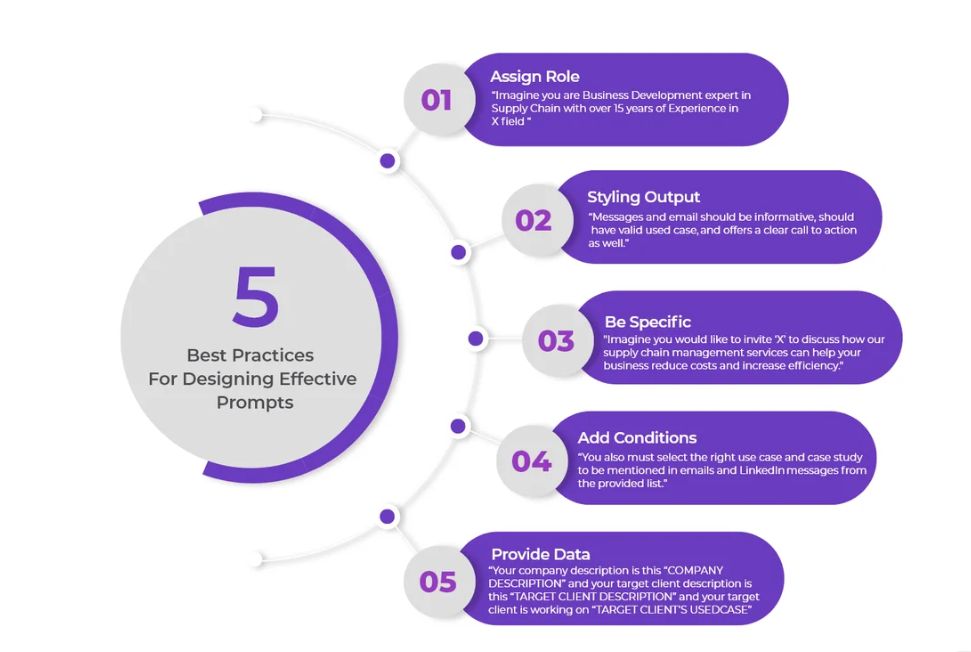 5
Best Practices
For Designing Effective
Prompts
01
Assign Role
“Imagine you are Business Development expert in
Supply Chain with over 15 years of Experience in
X field “
02
Styling Output
“Messages and email should be informative, should
have valid used case, and offers a clear call to action
as well.”
03
Be Specific
"Imagine you would like to invite ‘X’ to discuss how our
supply chain management services can help your
business reduce costs and increase efficiency.”
04
Add Conditions
“You also must select the right use case and case study
to be mentioned in emails and LinkedIn messages from
the provided list.”
05
Provide Data
“Your company description is this “COMPANY
DESCRIPTION” and your target client description is
this “TARGET CLIENT DESCRIPTION” and your target
client is working on “TARGET CLIENT’S USEDCASE”